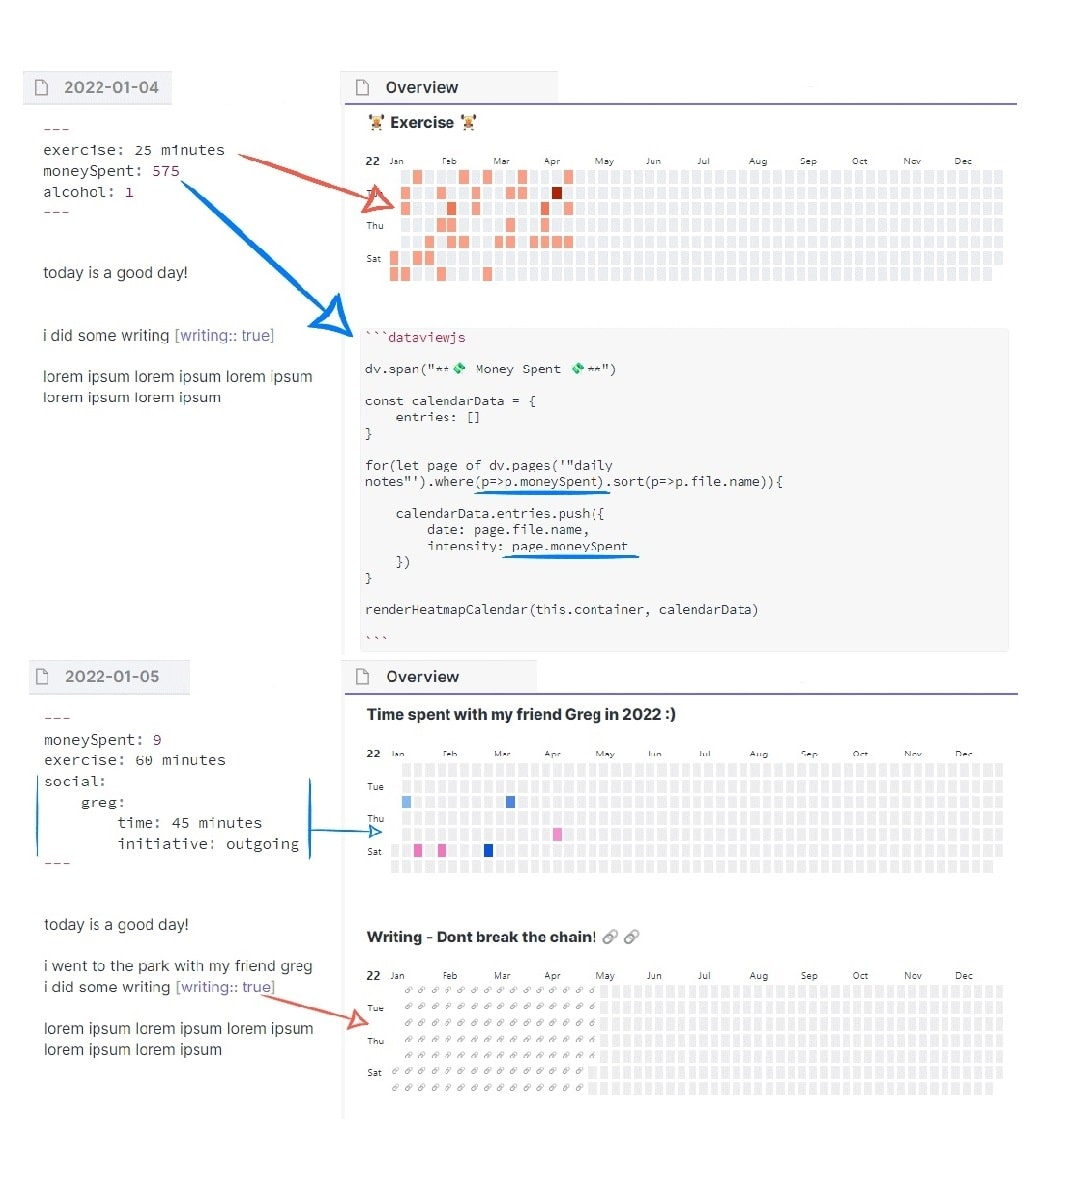 2022-01-04
---
exercise: 25 minutes
moneySpent: 575
alcohol: 1
---
today is a good day!
i did some writing [writing:: true]
lorem ipsum lorem ipsum lorem ipsum
lorem ipsum lorem ipsum
Overview
Exercise
22 Jan Feb Mar Apr May Jun Jul Aug Sep Oct Nov Dec
Thu
Sat
```dataviewjs
dv.span("** 💸 Money Spent 💸 **")
const calendarData = {
entries: []
}
for(let page of dv.pages('"daily
notes"').where(p=>p.moneySpent).sort(p=>p.file.name)){
calendarData.entries.push({
date: page.file.name,
intensity: page.moneySpent
})
}
renderHeatmapCalendar(this.container, calendarData)
```
2022-01-05
---
moneySpent: 9
exercise: 60 minutes
social:
greg:
time: 45 minutes
initiative: outgoing
---
today is a good day!
i went to the park with my friend greg
i did some writing [writing:: true]
lorem ipsum lorem ipsum lorem ipsum
lorem ipsum lorem ipsum
Overview
Time spent with my friend Greg in 2022 :)
22 Jan Feb Mar Apr May Jun Jul Aug Sep Oct Nov Dec
Tue
Thu
Sat
Writing - Dont break the chain!
22 Jan Feb Mar Apr May Jun Jul Aug Sep Oct Nov Dec
Tue
Thu
Sat